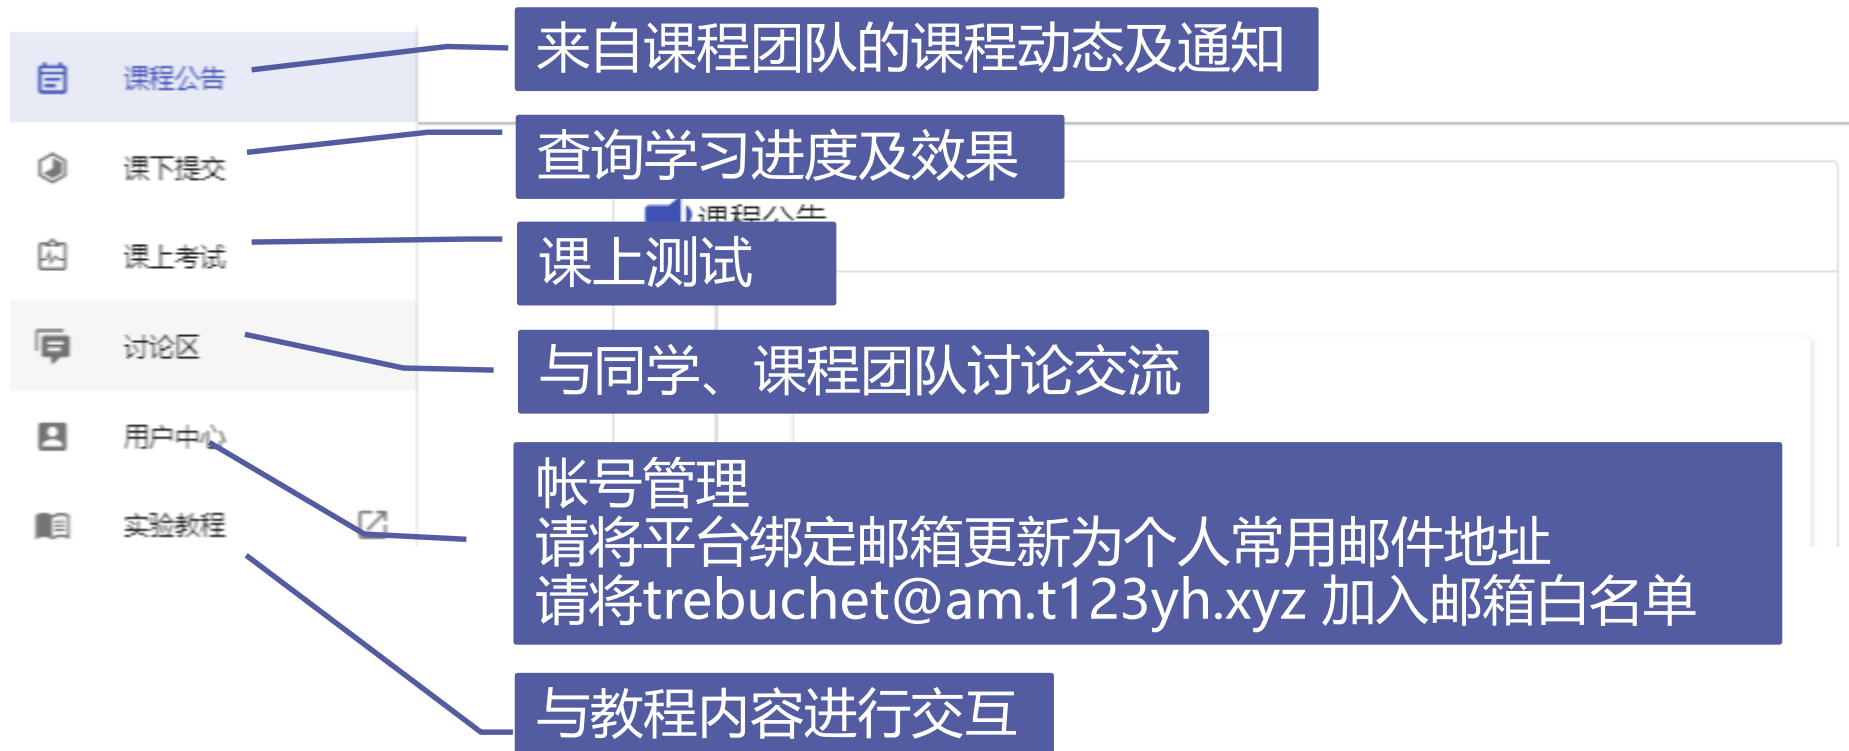 课程公告
来自课程团队的课程动态及通知
课下提交
查询学习进度及效果
课程公告
课上考试
课上测试
讨论区
与同学、课程团队讨论交流
用户中心
帐号管理
请将平台绑定邮箱更新为个人常用邮件地址
请将trebuchet@am.t123yh.xyz 加入邮箱白名单
实验教程
与教程内容进行交互